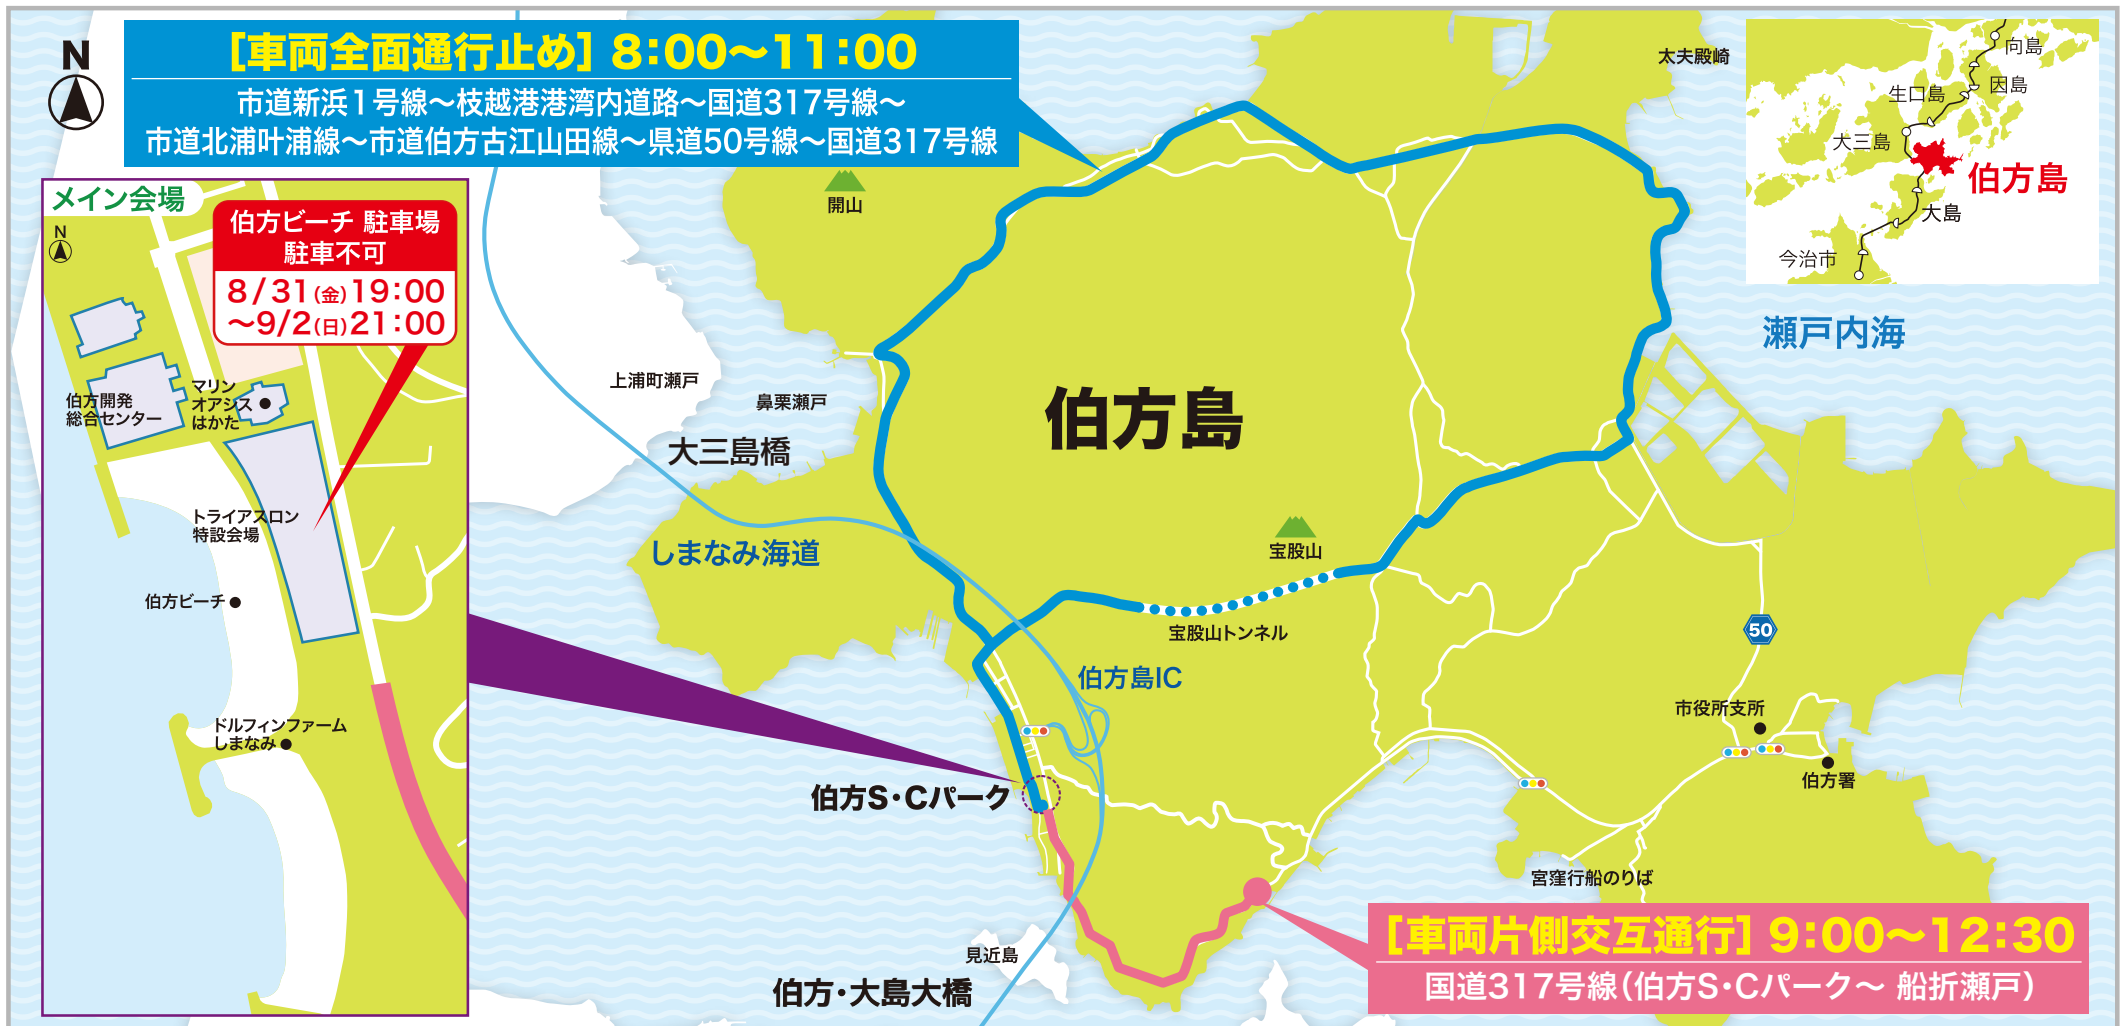 N
[車両全面通行止め] 8:00〜11:00
市道新浜1号線〜枝越港港湾内道路〜国道317号線〜
市道北浦叶浦線〜市道伯方古江山田線〜県道50号線〜国道317号線
メイン会場
N
伯方ビーチ 駐車場
駐車不可
8/31(金)19:00
〜9/2(日)21:00
伯方開発
総合センター
マリン
オアシス
はかた
トライアスロン
特設会場
伯方ビーチ
ドルフィンファーム
しまなみ
開山
上浦町瀬戸
鼻栗瀬戸
大三島橋
しまなみ海道
伯方島
宝股山
宝股山トンネル
伯方島IC
伯方S・Cパーク
見近島
伯方・大島大橋
太夫殿崎
向島
因島
生口島
大三島
伯方島
大島
今治市
瀬戸内海
50
市役所支所
伯方署
宮窪行船のりば
[車両片側交互通行] 9:00〜12:30
国道317号線(伯方S・Cパーク〜 船折瀬戸)